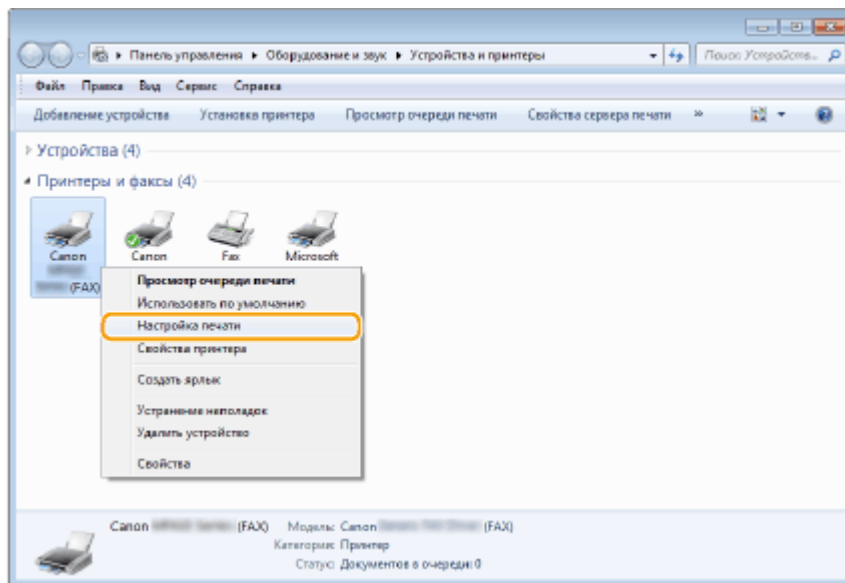 Панель управления ▸ Оборудование и звук ▸ Устройства и принтеры
Поиск: Устройств...
Файл Правка Вид Сервис Справка
Добавление устройства Установка принтера Просмотр очереди печати Свойства сервера печати »
Устройства (4)
Принтеры и факсы (4)
Canon Canon Fax Microsoft
(FAX)
Просмотр очереди печати
Использовать по умолчанию
Настройка печати
Свойства принтера
Создать ярлык
Устранение неполадок
Удалить устройство
Свойства
Canon (FAX) Модель: Canon (FAX)
Категория: Принтер
Статус: Документов в очереди: 0